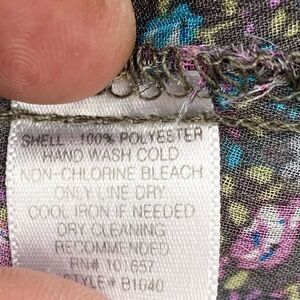 SHELL - 100% POLYESTER
HAND WASH COLD
NON-CHLORINE BLEACH
ONLY LINE DRY
COOL IRON IF NEEDED
DRY CLEANING
RECOMMENDED
RN# 101657
STYLE# B1040